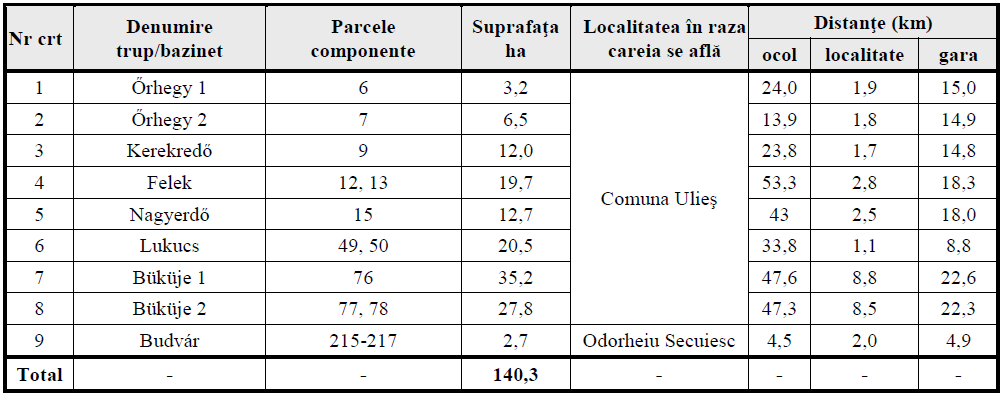 Nr crt Denumire trup/bazinet Parcele componente Suprafaţa ha Localitatea în raza careia se află Distanţe (km)
ocol localitate gara
1 Őrhegy 1 6 3,2 Comuna Ulieş 24,0 1,9 15,0
2 Őrhegy 2 7 6,5 13,9 1,8 14,9
3 Kerekredő 9 12,0 23,8 1,7 14,8
4 Felek 12, 13 19,7 53,3 2,8 18,3
5 Nagyerdő 15 12,7 43 2,5 18,0
6 Lukucs 49, 50 20,5 33,8 1,1 8,8
7 Büküje 1 76 35,2 47,6 8,8 22,6
8 Büküje 2 77, 78 27,8 47,3 8,5 22,3
9 Budvár 215-217 2,7 Odorheiu Secuiesc 4,5 2,0 4,9
Total - - 140,3 - - - -